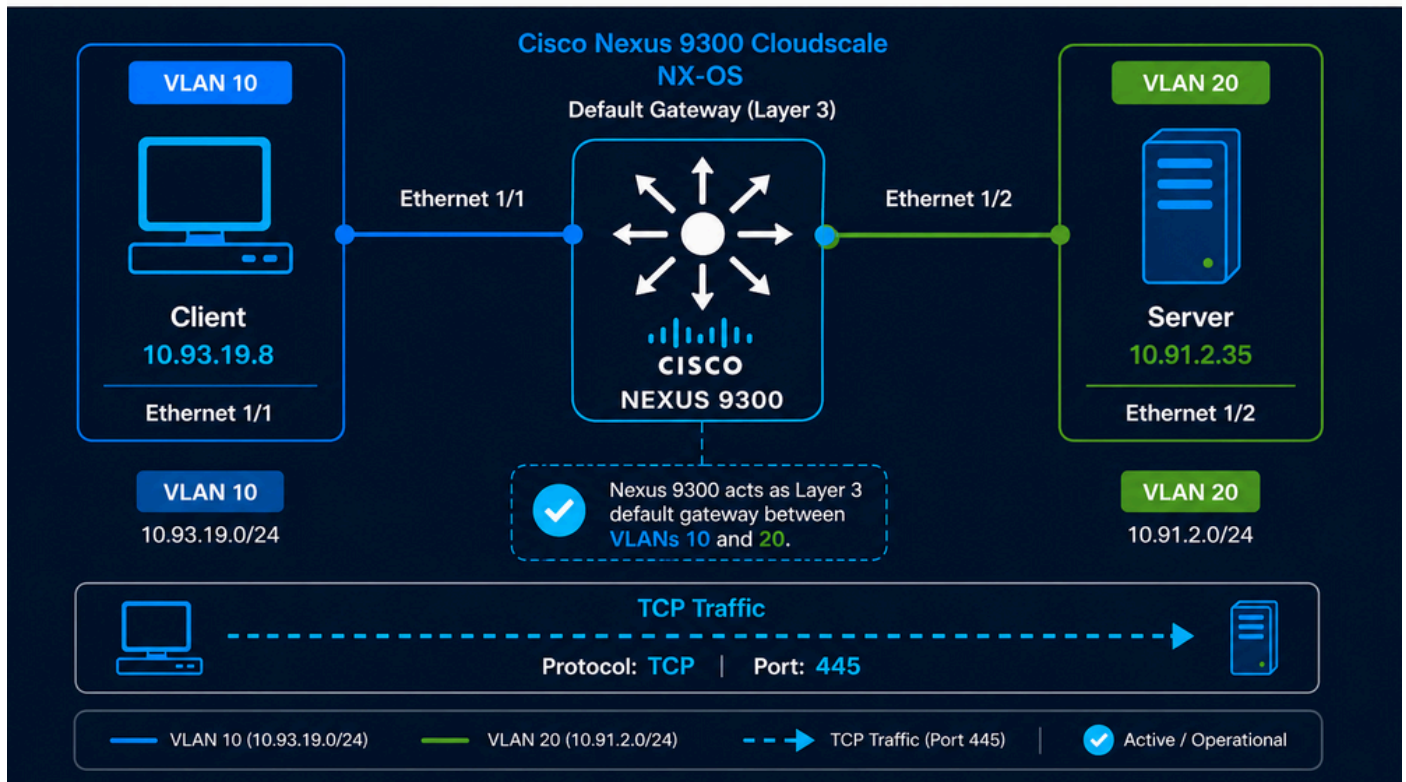 Cisco Nexus 9300 Cloudscale
NX-OS
Default Gateway (Layer 3)
VLAN 10
Client
10.93.19.8
Ethernet 1/1
VLAN 10
10.93.19.0/24
Ethernet 1/1
CISCO
NEXUS 9300
Ethernet 1/2
VLAN 20
Server
10.91.2.35
Ethernet 1/2
VLAN 20
10.91.2.0/24
Nexus 9300 acts as Layer 3
default gateway between
VLANs 10 and 20.
TCP Traffic
Protocol: TCP | Port: 445
VLAN 10 (10.93.19.0/24)
VLAN 20 (10.91.2.0/24)
TCP Traffic (Port 445)
Active / Operational